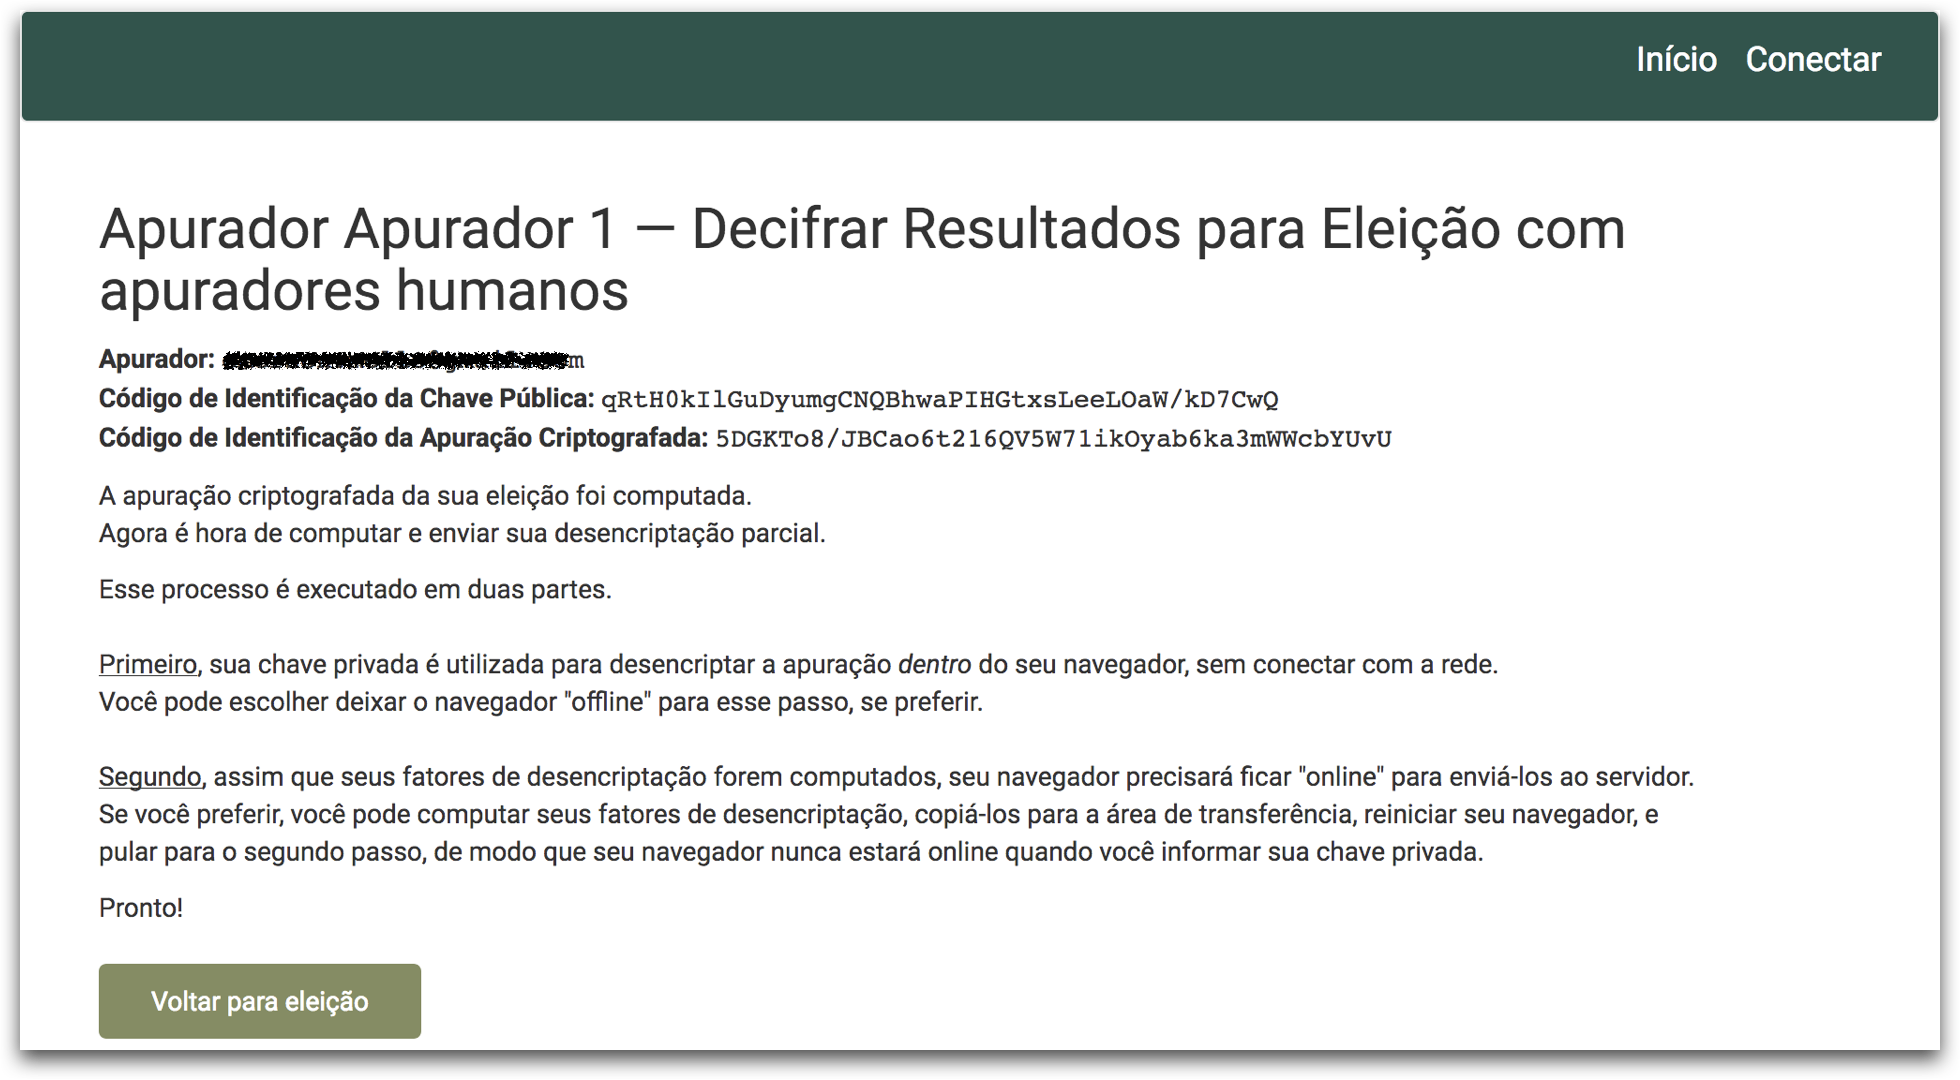 Início Conectar
Apurador Apurador 1 — Decifrar Resultados para Eleição com
apuradores humanos
Apurador:
Código de Identificação da Chave Pública: qRtH0kIlGuDyumgCNQBhwaPIHGtxsLeeLOaW/kD7CwQ
Código de Identificação da Apuração Criptografada: 5DGKTo8/JBCao6t216QV5W71ikOyab6ka3mWWcbYUvU
A apuração criptografada da sua eleição foi computada.
Agora é hora de computar e enviar sua desencriptação parcial.
Esse processo é executado em duas partes.
Primeiro, sua chave privada é utilizada para desencriptar a apuração dentro do seu navegador, sem conectar com a rede.
Você pode escolher deixar o navegador "offline" para esse passo, se preferir.
Segundo, assim que seus fatores de desencriptação forem computados, seu navegador precisará ficar "online" para enviá-los ao servidor.
Se você preferir, você pode computar seus fatores de desencriptação, copiá-los para a área de transferência, reiniciar seu navegador, e
pular para o segundo passo, de modo que seu navegador nunca estará online quando você informar sua chave privada.
Pronto!
Voltar para eleição